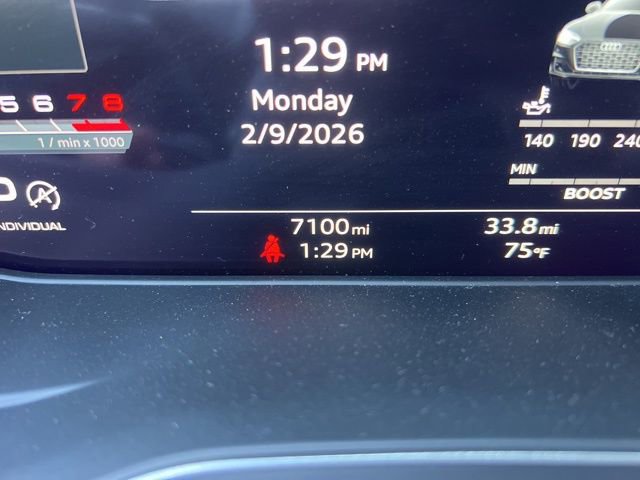 1:29 PM
Monday
2/9/2026
5 6 7 8
1 / min x 1000
INDIVIDUAL
140 190 240
MIN
BOOST
7100 mi
1:29 PM
33.8 mi
75°F